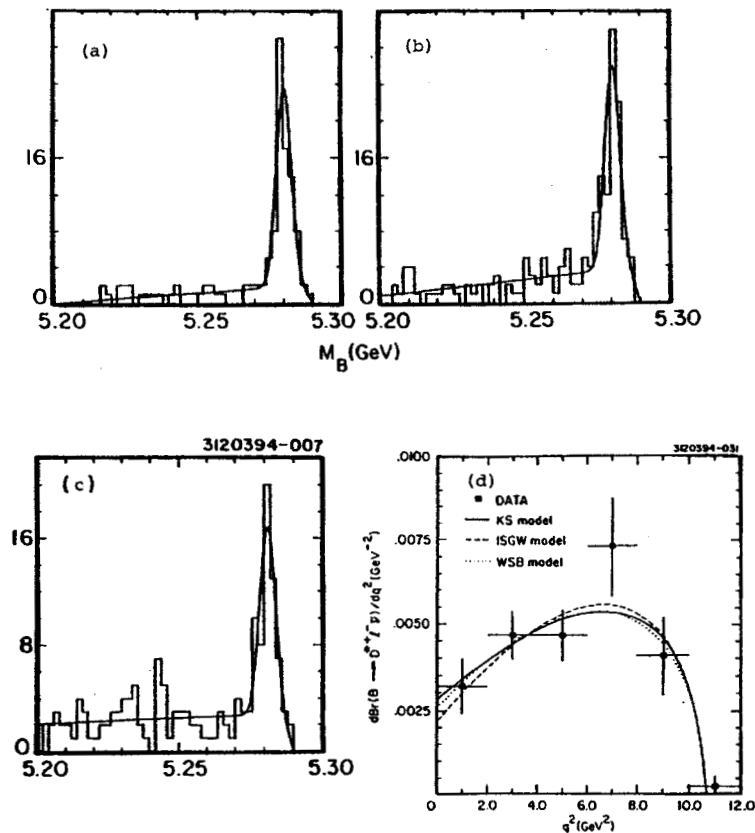 (a)
(b)
16
16
0
0
5.20
5.25
5.30
5.20
5.25
5.30
M_B(GeV)
3120394-007
(c)
16
8
0
5.20
5.25
5.30
3120394-031
(d)
.0100
.0075
.0050
.0025
DATA
KS model
ISGW model
WSB model
dBr(B → D*+ℓ-ν̄)/dq²(GeV⁻²)
0
2.0
4.0
6.0
8.0
10.0
12.0
q²(GeV²)